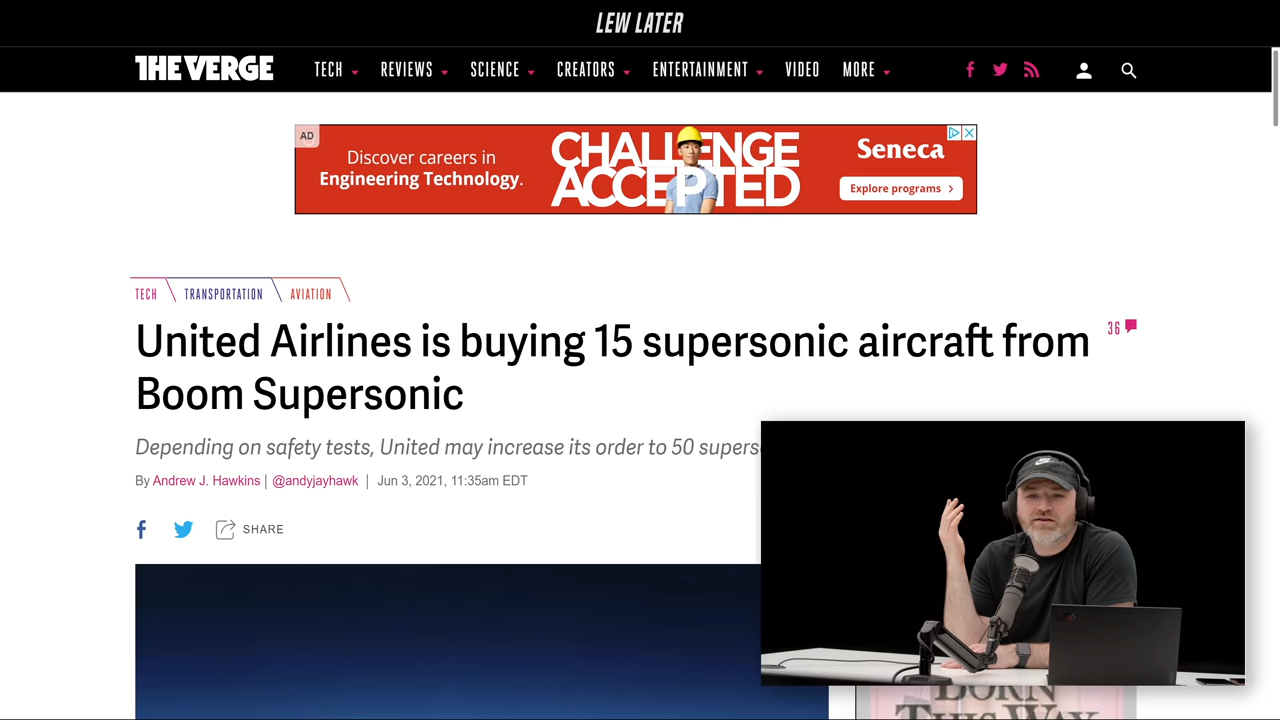 LEW LATER
THE VERGE TECH REVIEWS SCIENCE CREATORS ENTERTAINMENT VIDEO MORE
AD
Discover careers in
Engineering Technology.
CHALLENGE
ACCEPTED
Seneca
Explore programs
TECH TRANSPORTATION AVIATION
United Airlines is buying 15 supersonic aircraft from
Boom Supersonic
36
Depending on safety tests, United may increase its order to 50
By Andrew J. Hawkins | @andyjayhawk | Jun 3, 2021, 11:35am EDT
SHARE
BORN
THIS WAY